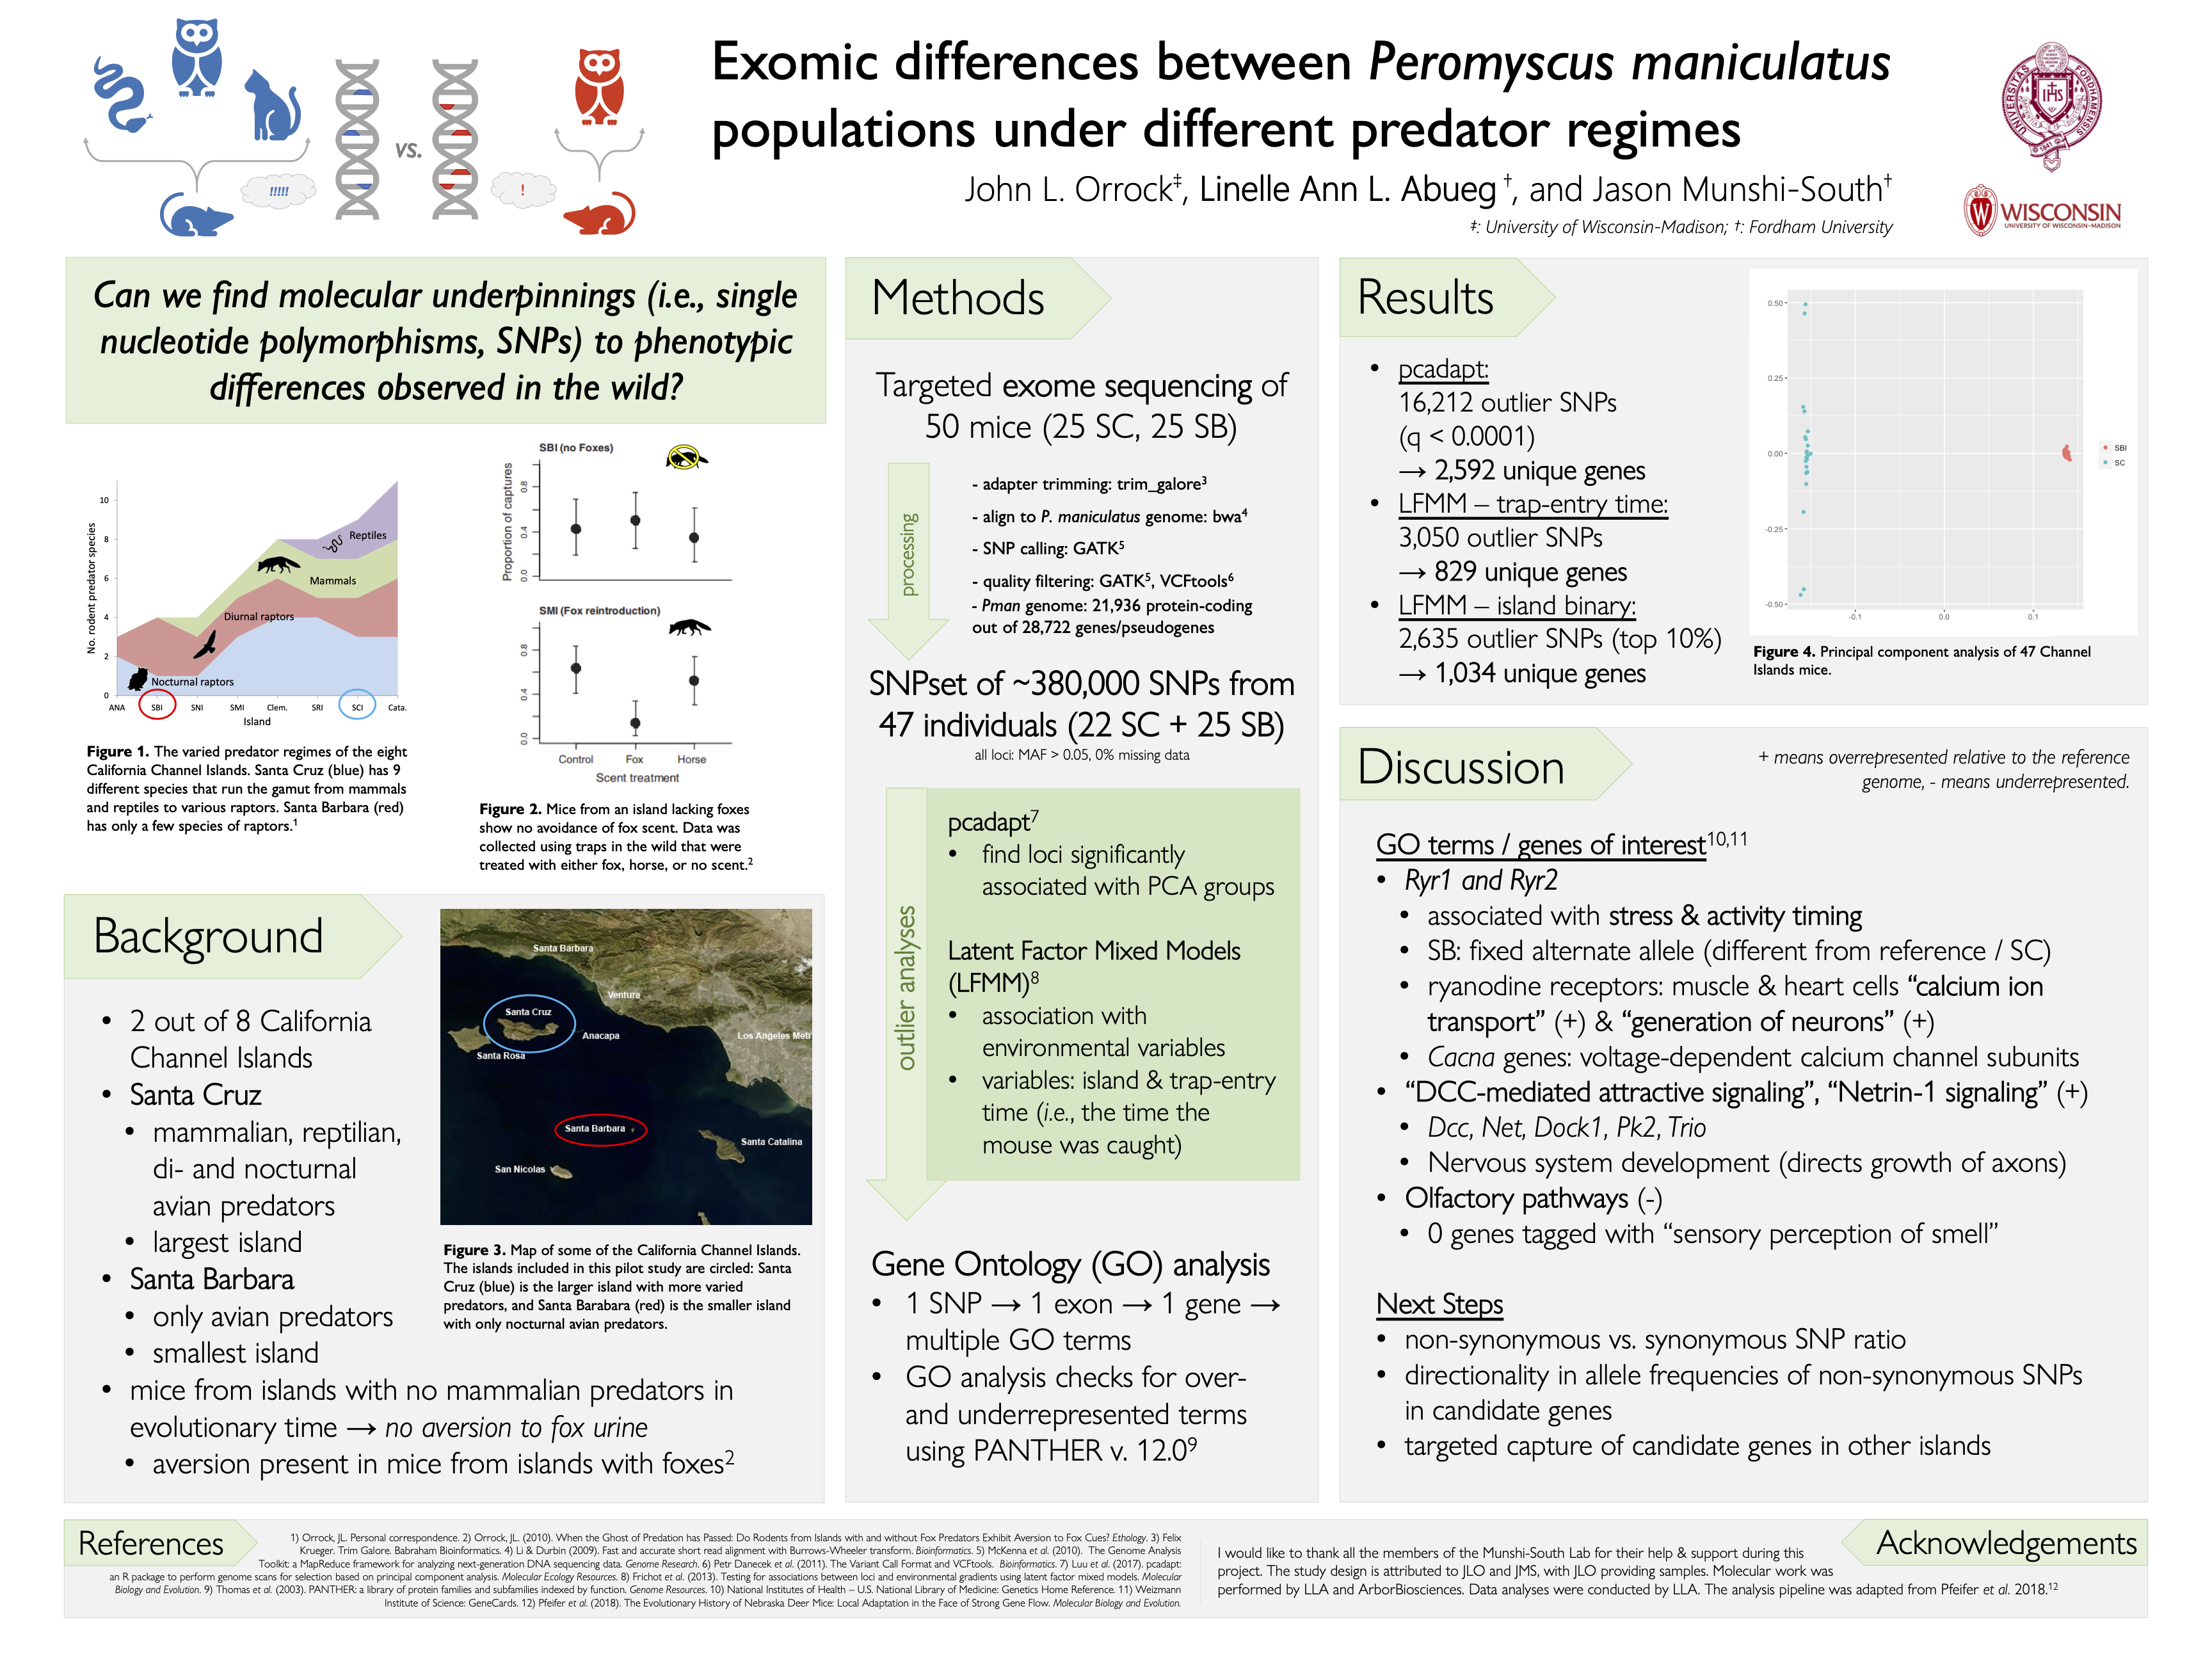 !!!!!
vs.
!
Exomic differences between Peromyscus maniculatus
populations under different predator regimes
John L. Orrock‡, Linelle Ann L. Abueg †, and Jason Munshi-South†
‡: University of Wisconsin-Madison; †: Fordham University
UNIVERSITAS FORDHAMENSIS
IHS
1841
W
WISCONSIN
UNIVERSITY OF WISCONSIN-MADISON
Can we find molecular underpinnings (i.e., single
nucleotide polymorphisms, SNPs) to phenotypic
differences observed in the wild?
No. rodent predator species
10
8
6
4
2
0
Reptiles
Mammals
Diurnal raptors
Nocturnal raptors
ANA SBI SNI SMI Clem. SRI SCI Cata.
Island
Figure 1. The varied predator regimes of the eight
California Channel Islands. Santa Cruz (blue) has 9
different species that run the gamut from mammals
and reptiles to various raptors. Santa Barbara (red)
has only a few species of raptors.1
SBI (no Foxes)
Proportion of captures
0.8
0.4
0.0
SMI (Fox reintroduction)
0.8
0.4
0.0
Control Fox Horse
Scent treatment
Figure 2. Mice from an island lacking foxes
show no avoidance of fox scent. Data was
collected using traps in the wild that were
treated with either fox, horse, or no scent.2
Background
• 2 out of 8 California
Channel Islands
• Santa Cruz
• mammalian, reptilian,
di- and nocturnal
avian predators
• largest island
• Santa Barbara
• only avian predators
• smallest island
• mice from islands with no mammalian predators in
evolutionary time → no aversion to fox urine
• aversion present in mice from islands with foxes2
Santa Barbara
Ventura
Santa Cruz
Anacapa
Los Angeles Metr
Santa Rosa
Santa Barbara
Santa Catalina
San Nicolas
Figure 3. Map of some of the California Channel Islands.
The islands included in this pilot study are circled: Santa
Cruz (blue) is the larger island with more varied
predators, and Santa Barabara (red) is the smaller island
with only nocturnal avian predators.
Methods
Targeted exome sequencing of
50 mice (25 SC, 25 SB)
processing
- adapter trimming: trim_galore3
- align to P. maniculatus genome: bwa4
- SNP calling: GATK5
- quality filtering: GATK5, VCFtools6
- Pman genome: 21,936 protein-coding
out of 28,722 genes/pseudogenes
SNPset of ~380,000 SNPs from
47 individuals (22 SC + 25 SB)
all loci: MAF > 0.05, 0% missing data
outlier analyses
pcadapt7
• find loci significantly
associated with PCA groups
Latent Factor Mixed Models
(LFMM)8
• association with
environmental variables
• variables: island & trap-entry
time (i.e., the time the
mouse was caught)
Gene Ontology (GO) analysis
• 1 SNP → 1 exon → 1 gene →
multiple GO terms
• GO analysis checks for over-
and underrepresented terms
using PANTHER v. 12.09
Results
• pcadapt:
16,212 outlier SNPs
(q < 0.0001)
→ 2,592 unique genes
• LFMM – trap-entry time:
3,050 outlier SNPs
→ 829 unique genes
• LFMM – island binary:
2,635 outlier SNPs (top 10%)
→ 1,034 unique genes
0.50
0.25
0.00
-0.25
-0.50
-0.1 0.0 0.1
SBI
SC
Figure 4. Principal component analysis of 47 Channel
Islands mice.
Discussion
+ means overrepresented relative to the reference
genome, - means underrepresented.
GO terms / genes of interest10,11
• Ryr1 and Ryr2
• associated with stress & activity timing
• SB: fixed alternate allele (different from reference / SC)
• ryanodine receptors: muscle & heart cells “calcium ion
transport” (+) & “generation of neurons” (+)
• Cacna genes: voltage-dependent calcium channel subunits
• “DCC-mediated attractive signaling”, “Netrin-1 signaling” (+)
• Dcc, Net, Dock1, Pk2, Trio
• Nervous system development (directs growth of axons)
• Olfactory pathways (-)
• 0 genes tagged with “sensory perception of smell”
Next Steps
• non-synonymous vs. synonymous SNP ratio
• directionality in allele frequencies of non-synonymous SNPs
in candidate genes
• targeted capture of candidate genes in other islands
References
1) Orrock, JL. Personal correspondence. 2) Orrock, JL. (2010). When the Ghost of Predation has Passed: Do Rodents from Islands with and without Fox Predators Exhibit Aversion to Fox Cues? Ethology. 3) Felix
Krueger. Trim Galore. Babraham Bioinformatics. 4) Li & Durbin (2009). Fast and accurate short read alignment with Burrows-Wheeler transform. Bioinformatics. 5) McKenna et al. (2010). The Genome Analysis
Toolkit: a MapReduce framework for analyzing next-generation DNA sequencing data. Genome Research. 6) Petr Danecek et al. (2011). The Variant Call Format and VCFtools. Bioinformatics. 7) Luu et al. (2017). pcadapt:
an R package to perform genome scans for selection based on principal component analysis. Molecular Ecology Resources. 8) Frichot et al. (2013). Testing for associations between loci and environmental gradients using latent factor mixed models. Molecular
Biology and Evolution. 9) Thomas et al. (2003). PANTHER: a library of protein families and subfamilies indexed by function. Genome Resources. 10) National Institutes of Health – U.S. National Library of Medicine: Genetics Home Reference. 11) Weizmann
Institute of Science: GeneCards. 12) Pfeifer et al. (2018). The Evolutionary History of Nebraska Deer Mice: Local Adaptation in the Face of Strong Gene Flow. Molecular Biology and Evolution.
Acknowledgements
I would like to thank all the members of the Munshi-South Lab for their help & support during this
project. The study design is attributed to JLO and JMS, with JLO providing samples. Molecular work was
performed by LLA and ArborBiosciences. Data analyses were conducted by LLA. The analysis pipeline was adapted from Pfeifer et al. 2018.12